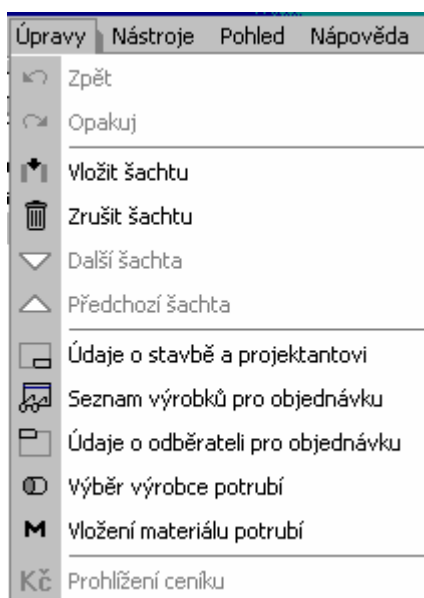 Úpravy Nástroje Pohled Nápověda
Zpět
Opakuj
Vložit šachtu
Zrušit šachtu
Další šachta
Předchozí šachta
Údaje o stavbě a projektantovi
Seznam výrobků pro objednávku
Údaje o odběrateli pro objednávku
Výběr výrobce potrubí
M Vložení materiálu potrubí
Kč Prohlížení ceníku